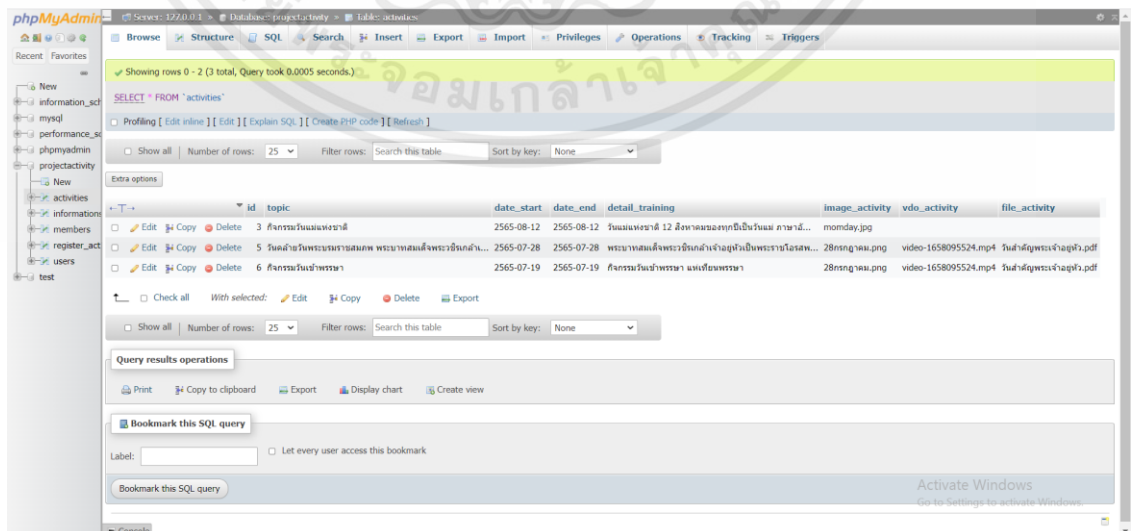 phpMyAdmin
Server: 127.0.0.1 » Database: projectactivity » Table: activities
Browse Structure SQL Search Insert Export Import Privileges Operations Tracking Triggers
พระจอมเกล้าเจ้าคุณ
Recent Favorites
New
information_sch
mysql
performance_sc
phpmyadmin
projectactivity
New
activities
informations
members
register_act
users
test
Showing rows 0 - 2 (3 total, Query took 0.0005 seconds.)
SELECT * FROM `activities`
Profiling [ Edit inline ] [ Edit ] [ Explain SQL ] [ Create PHP code ] [ Refresh ]
Show all Number of rows: 25 Filter rows: Search this table Sort by key: None
Extra options
←T→ id topic date_start date_end detail_training image_activity vdo_activity file_activity
Edit Copy Delete 3 กิจกรรมวันแม่แห่งชาติ 2565-08-12 2565-08-12 วันแม่แห่งชาติ 12 สิงหาคมของทุกปีเป็นวันแม่ ภาษาอั... momday.jpg
Edit Copy Delete 5 วันคล้ายวันพระบรมราชสมภพ พระบาทสมเด็จพระวชิรเกล้าเ... 2565-07-28 2565-07-28 พระบาทสมเด็จพระวชิรเกล้าเจ้าอยู่หัวเป็นพระราชโอรสพ... 28กรกฎาคม.png video-1658095524.mp4 วันสำคัญพระเจ้าอยู่หัว.pdf
Edit Copy Delete 6 กิจกรรมวันเข้าพรรษา 2565-07-19 2565-07-19 กิจกรรมวันเข้าพรรษา แห่เทียนพรรษา 28กรกฎาคม.png video-1658095524.mp4 วันสำคัญพระเจ้าอยู่หัว.pdf
Check all With selected: Edit Copy Delete Export
Show all Number of rows: 25 Filter rows: Search this table Sort by key: None
Query results operations
Print Copy to clipboard Export Display chart Create view
Bookmark this SQL query
Label: Let every user access this bookmark
Bookmark this SQL query
Activate Windows
Go to Settings to activate Windows.
Console